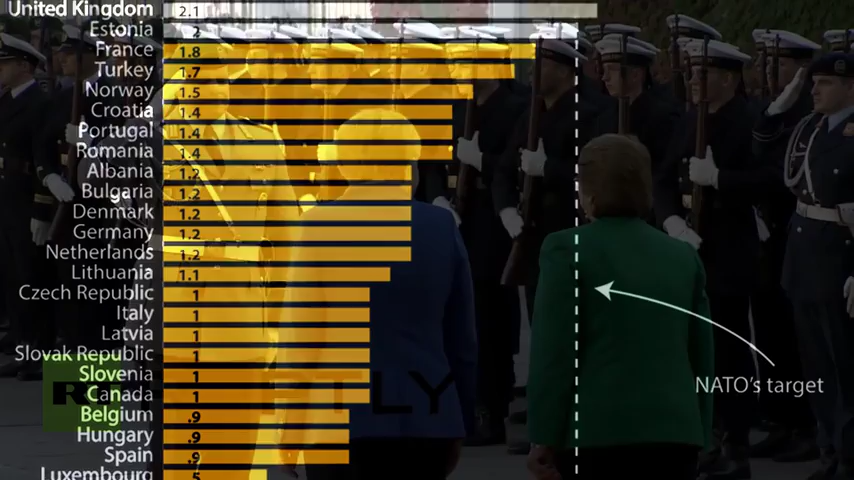 United Kingdom 2.1
Estonia 2
France 1.8
Turkey 1.7
Norway 1.5
Croatia 1.4
Portugal 1.4
Romania 1.4
Albania 1.2
Bulgaria 1.2
Denmark 1.2
Germany 1.2
Netherlands 1.2
Lithuania 1.1
Czech Republic 1
Italy 1
Latvia 1
Slovak Republic 1
Slovenia 1
Canada 1
Belgium .9
Hungary .9
Spain .9
Luxembourg .5
NATO's target